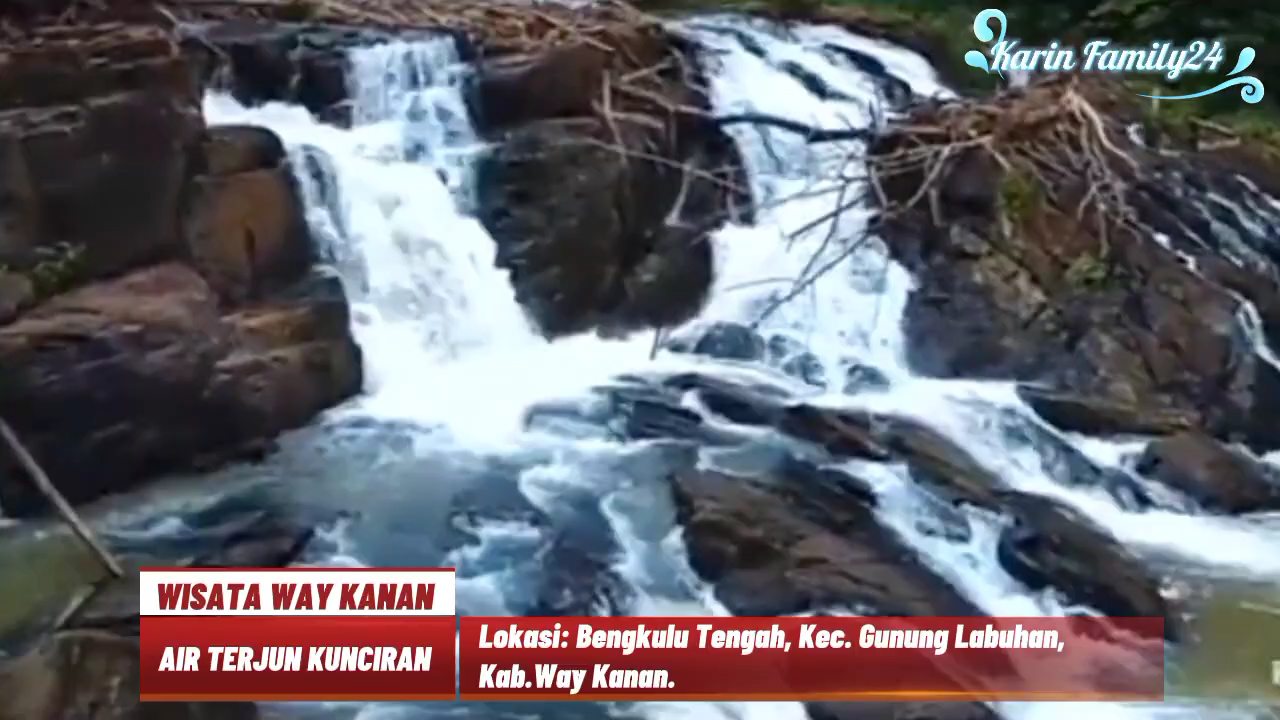 Karin Family24
WISATA WAY KANAN
AIR TERJUN KUNCIRAN
Lokasi: Bengkulu Tengah, Kec. Gunung Labuhan,
Kab.Way Kanan.